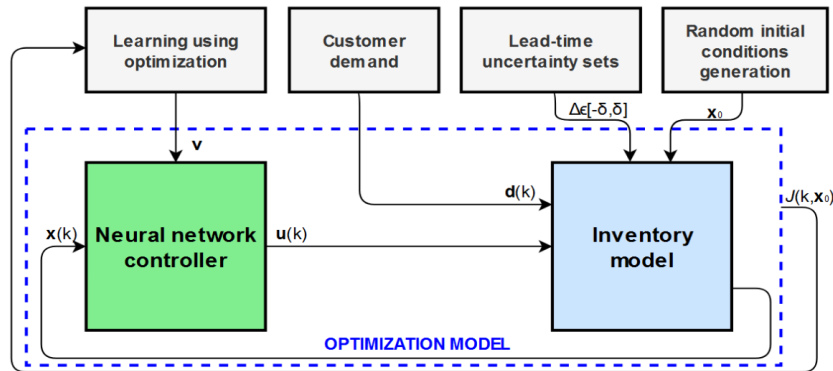 Learning using
optimization
Customer
demand
Lead-time
uncertainty sets
Random initial
conditions
generation
Δϵ[-δ,δ]
x₀
v
d(k)
J(k,x₀)
x(k)
Neural network
controller
u(k)
Inventory
model
OPTIMIZATION MODEL